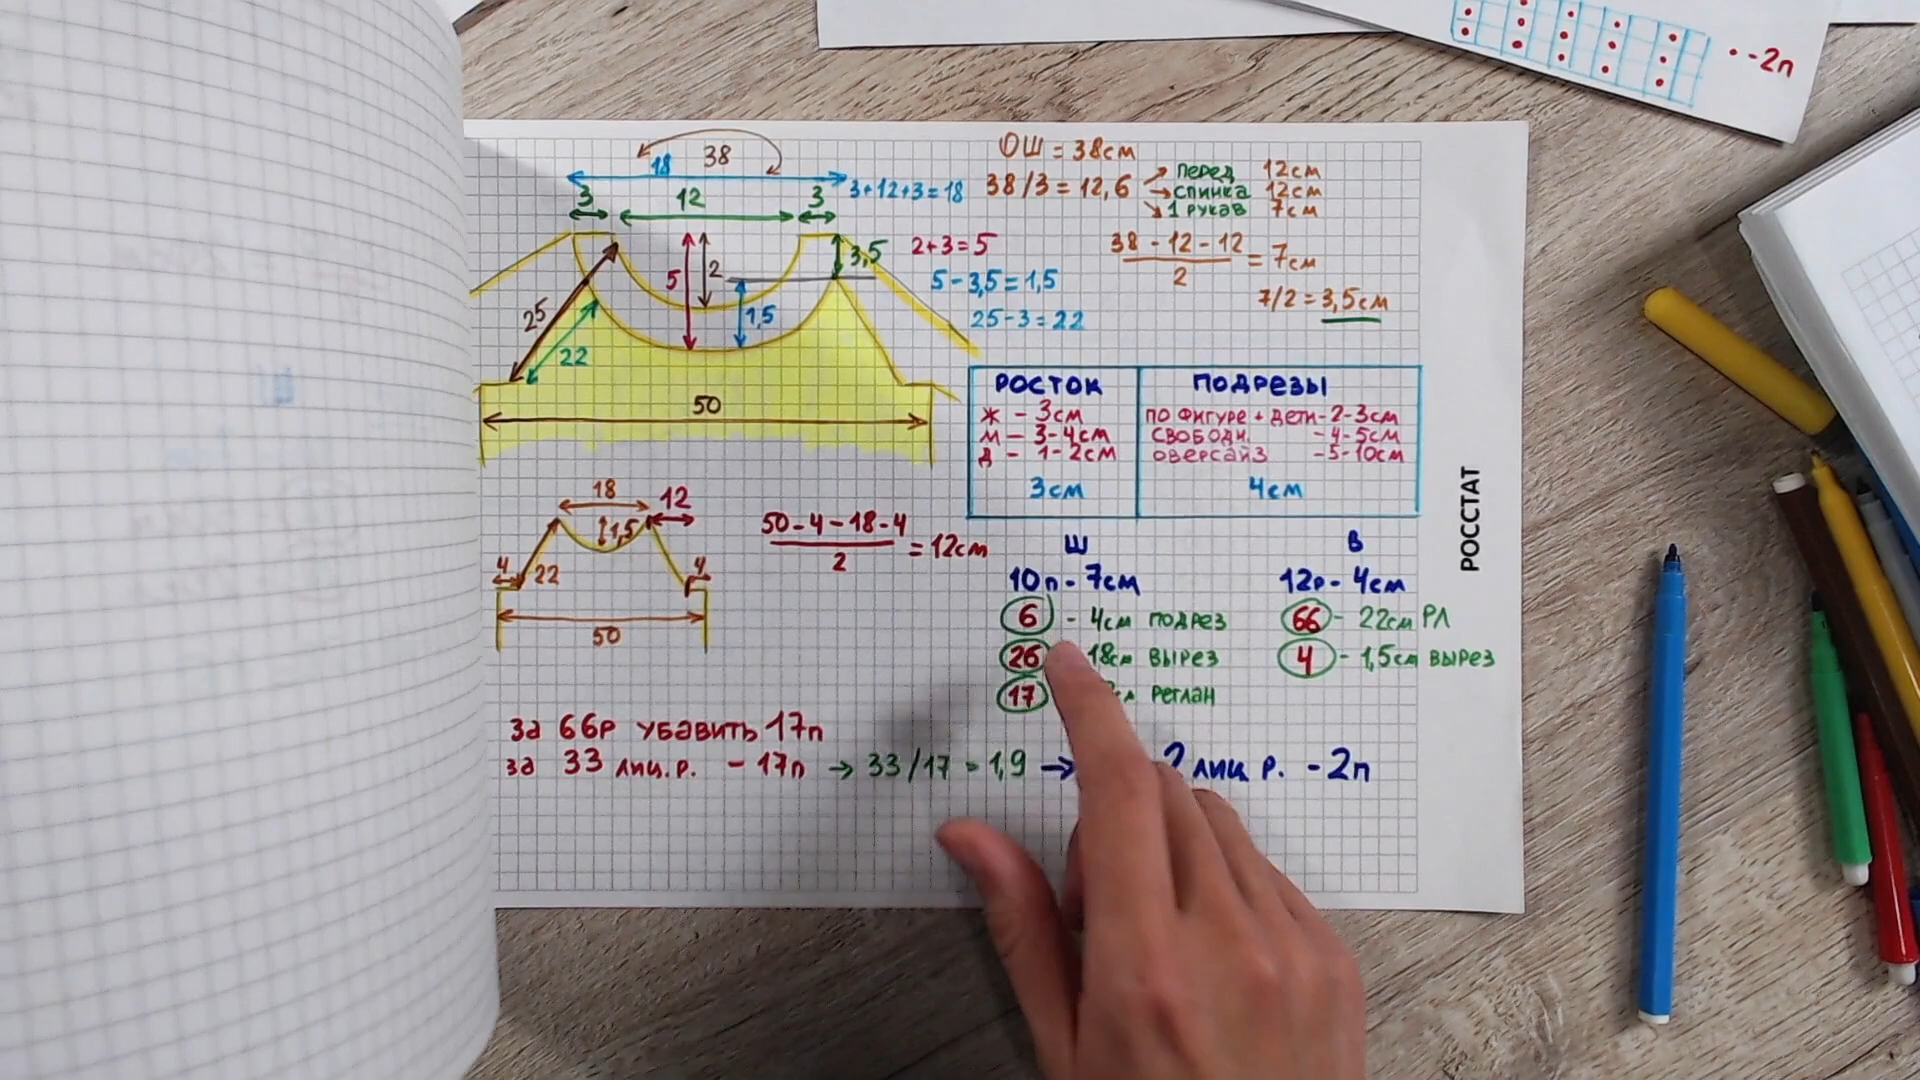 • -2п
38
18
3+12+3=18
3
12
3
5
2
3,5
1,5
25
22
50
2+3=5
5-3,5=1,5
25-3=22
ОШ = 38см
38/3=12,6
перед 12см
спинка 12см
1 рукав 7см
38-12-12
2
= 7см
7/2=3,5см
РОСТОК
Ж - 3см
М - 3-4см
Д - 1-2см
3см
ПОДРЕЗЫ
по фигуре + дети-2-3см
свободн. -4-5см
оверсайз -5-10см
4см
РОССТАТ
18
12
1,5
4
22
4
50
50-4-18-4
2
= 12см
Ш
10п - 7см
6 - 4см подрез
26 18см вырез
17 реглан
В
12р - 4см
66 - 22см РЛ
4 - 1,5см вырез
за 66р убавить 17п
за 33 лиц.р. - 17п → 33/17 = 1,9 → 2 лиц р. - 2п